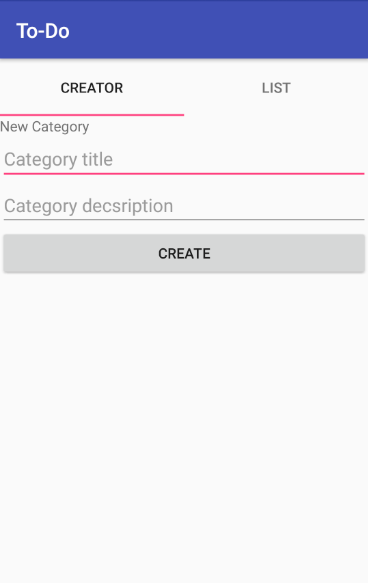 To-Do
CREATOR LIST
New Category
Category title
Category decsription
CREATE